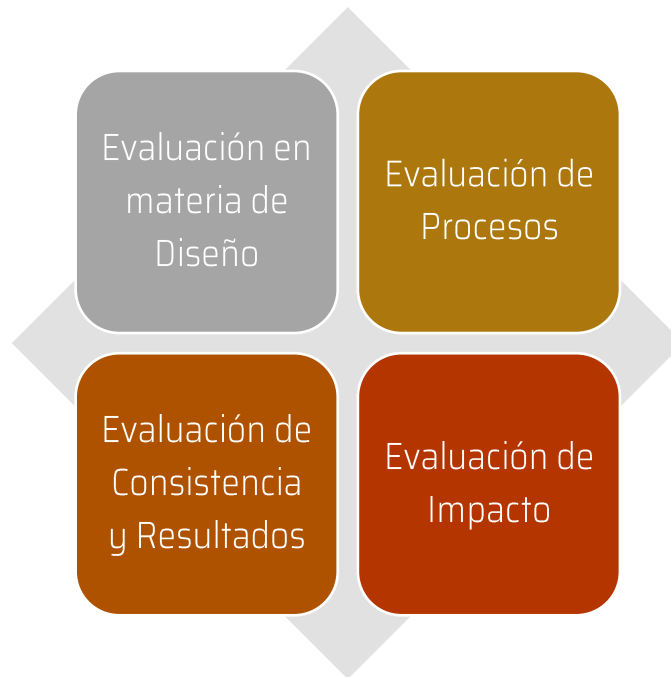 Evaluación en
materia de
Diseño
Evaluación de
Procesos
Evaluación de
Consistencia
y Resultados
Evaluación de
Impacto